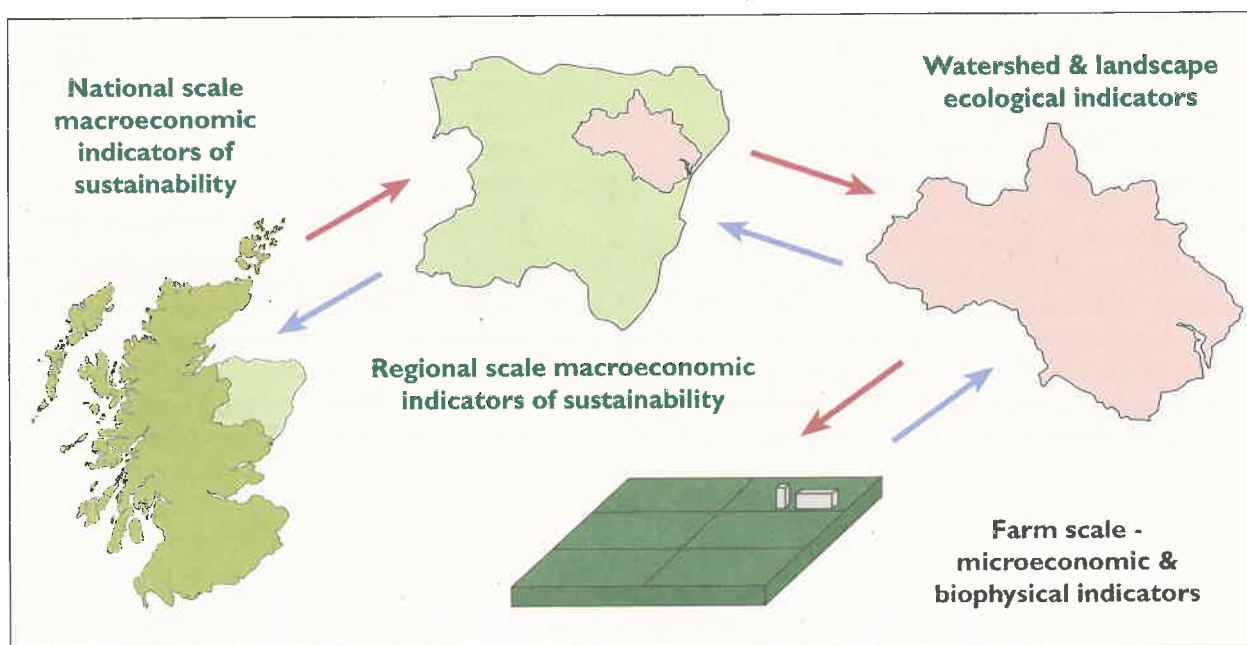 National scale
macroeconomic
indicators of
sustainability
Watershed & landscape
ecological indicators
Regional scale macroeconomic
indicators of sustainability
Farm scale -
microeconomic &
biophysical indicators